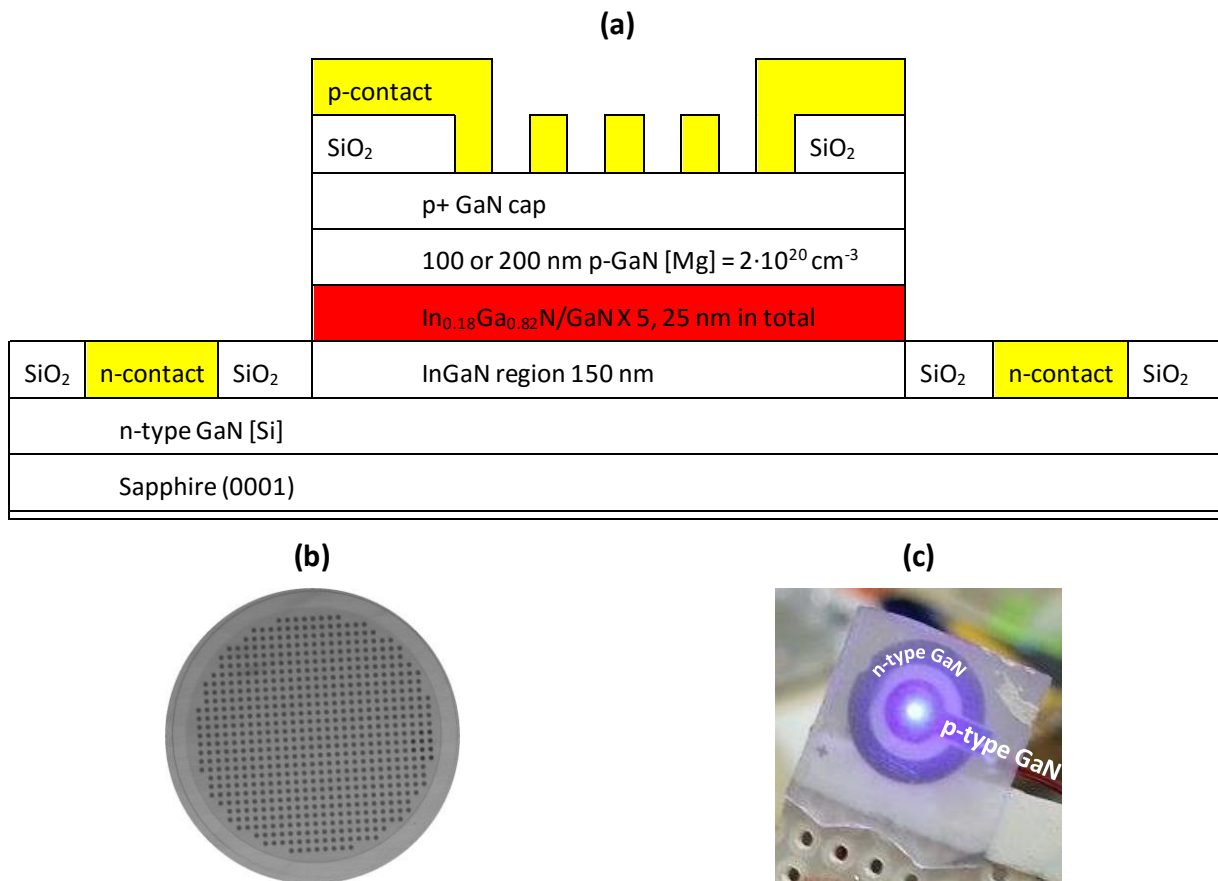 (a)
p-contact
SiO₂ SiO₂
p+ GaN cap
100 or 200 nm p-GaN [Mg] = 2·10²⁰ cm⁻³
In₀.₁₈Ga₀.₈₂N/GaN X 5, 25 nm in total
SiO₂ n-contact SiO₂ InGaN region 150 nm SiO₂ n-contact SiO₂
n-type GaN [Si]
Sapphire (0001)
(b) (c)
n-type GaN
p-type GaN